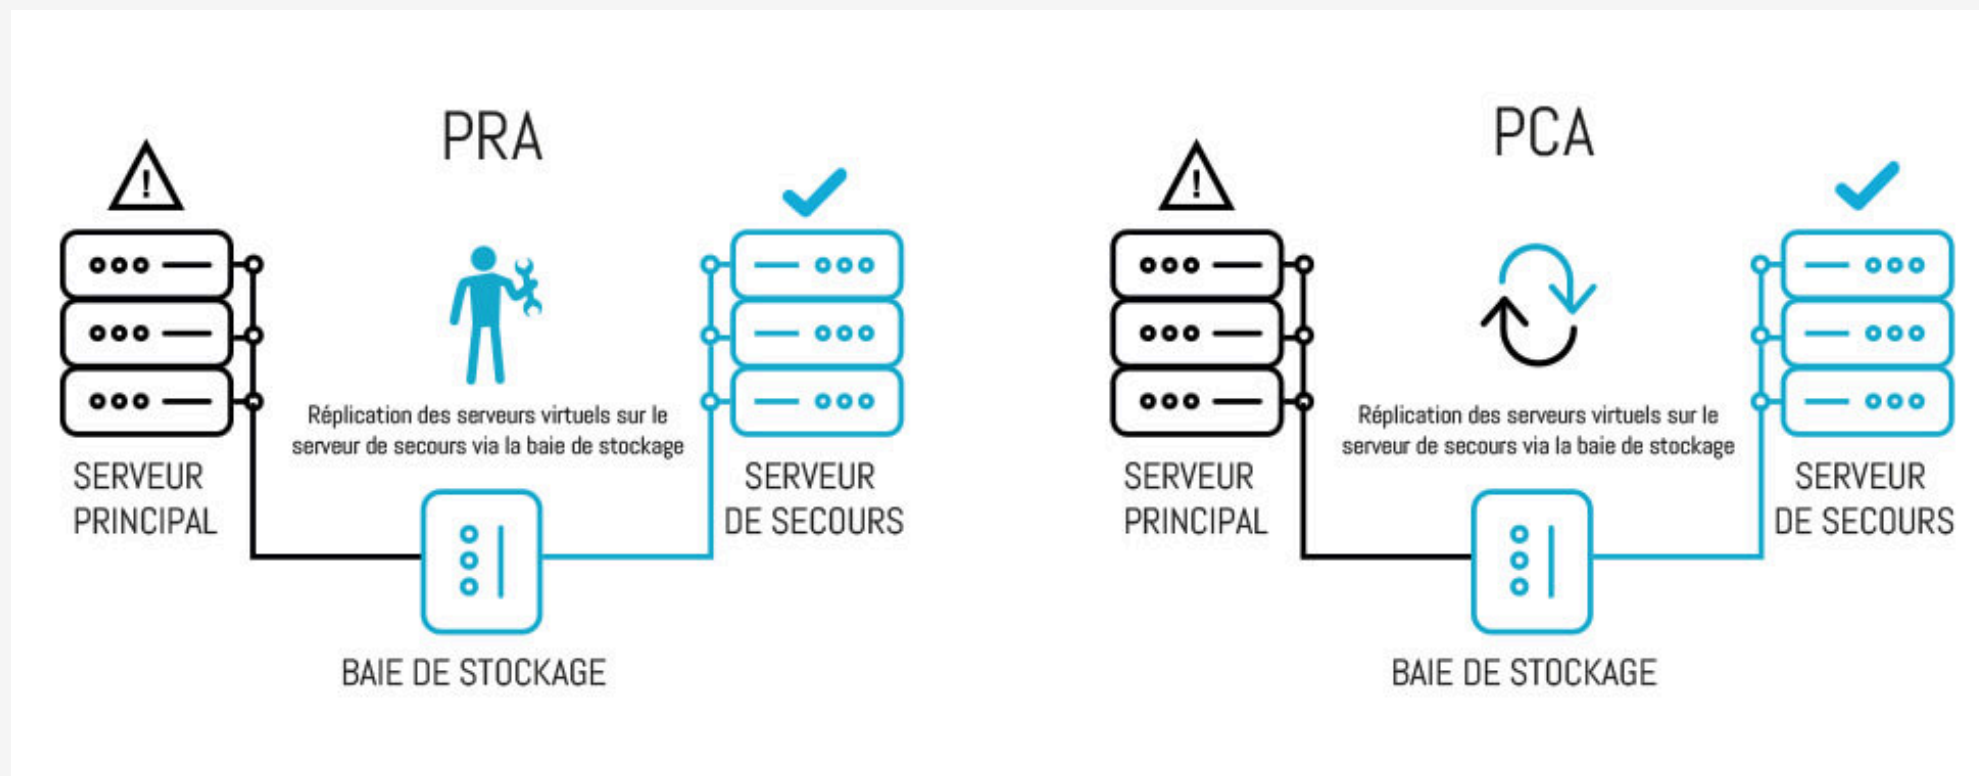 PRA
!
Réplication des serveurs virtuels sur le
serveur de secours via la baie de stockage
SERVEUR
PRINCIPAL
SERVEUR
DE SECOURS
BAIE DE STOCKAGE
PCA
!
Réplication des serveurs virtuels sur le
serveur de secours via la baie de stockage
SERVEUR
PRINCIPAL
SERVEUR
DE SECOURS
BAIE DE STOCKAGE